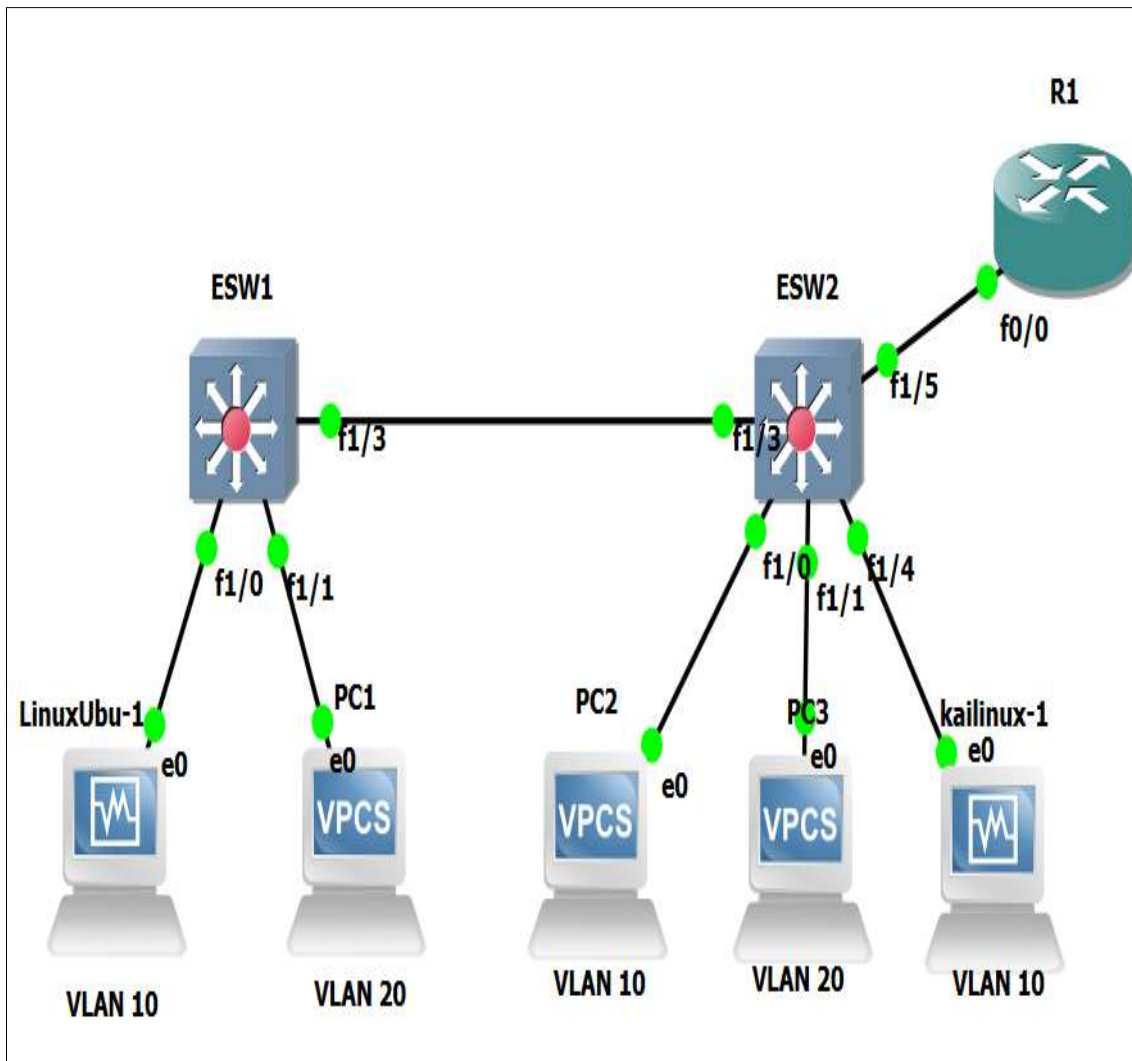 R1
ESW1
ESW2
f0/0
f1/5
f1/3
f1/3
f1/0
f1/1
f1/0
f1/1
f1/4
LinuxUbu-1
PC1
PC2
PC3
kailinux-1
e0
e0
e0
e0
e0
VPCS
VPCS
VPCS
VLAN 10
VLAN 20
VLAN 10
VLAN 20
VLAN 10